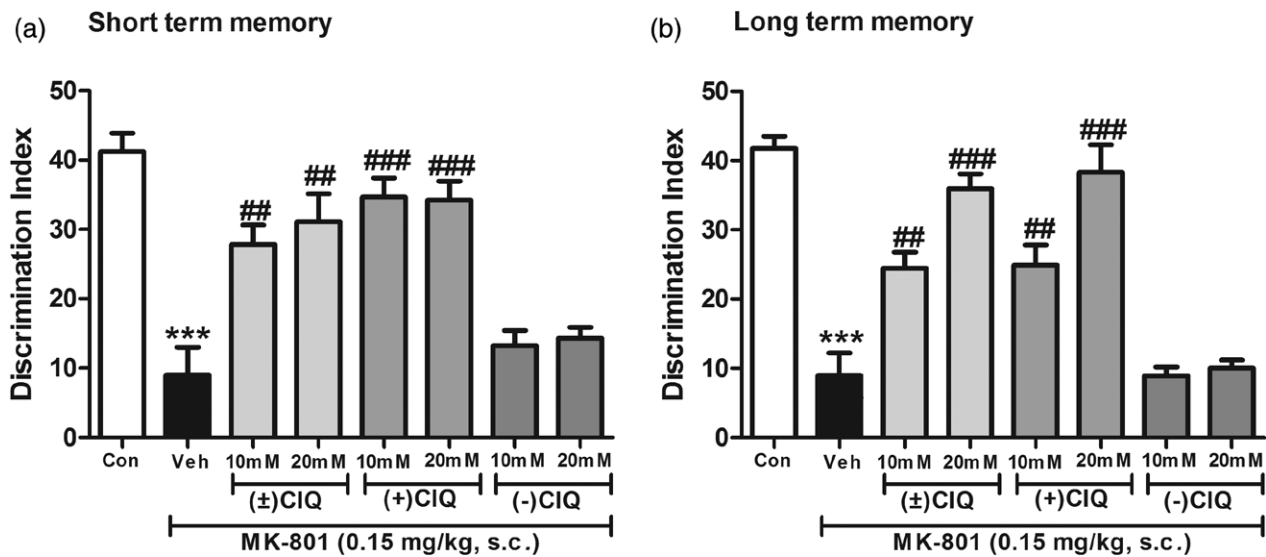 (a) Short term memory
Discrimination Index
50
40
30
20
10
0
***
##
##
###
###
Con Veh 10mM 20mM 10mM 20mM 10mM 20mM
(±)CIQ (+)CIQ (-)CIQ
MK-801 (0.15 mg/kg, s.c.)
(b) Long term memory
Discrimination Index
50
40
30
20
10
0
***
##
###
##
###
Con Veh 10mM 20mM 10mM 20mM 10mM 20mM
(±)CIQ (+)CIQ (-)CIQ
MK-801 (0.15 mg/kg, s.c.)